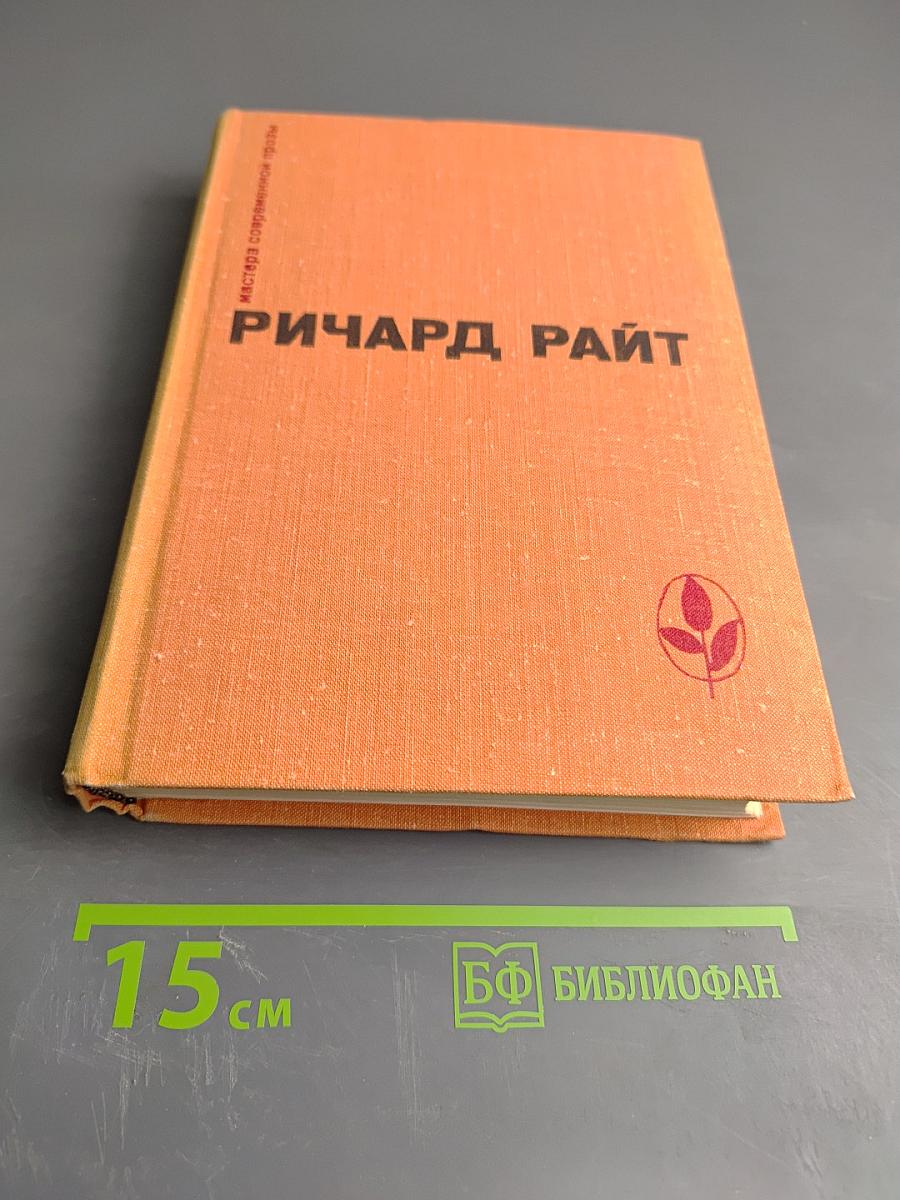 мастера современной прозы
РИЧАРД РАЙТ
15 см
БФ БИБЛИОФАН